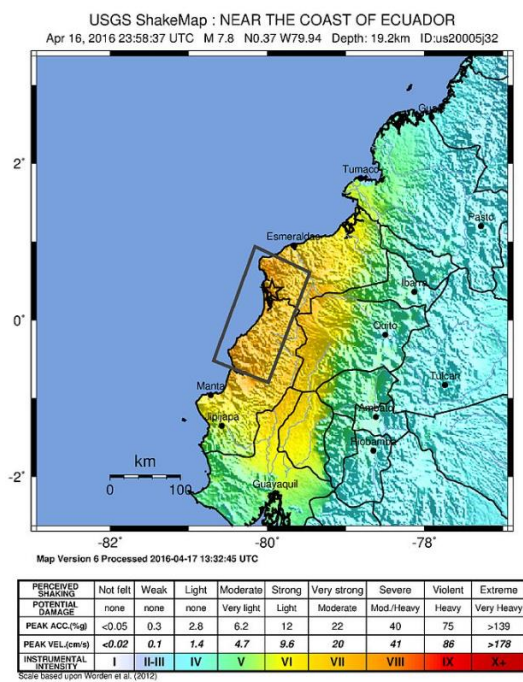 USGS ShakeMap : NEAR THE COAST OF ECUADOR
Apr 16, 2016 23:58:37 UTC M 7.8 N0.37 W79.94 Depth: 19.2km ID:us20005j32
2˚
0˚
-2˚
Tumaco
Esmeraldas
Pasto
Ibarra
Quito
Tulcan
Manta
Jipijapa
Ambato
Riobamba
Guayaquil
km
0 100
-82˚ -80˚ -78˚
Map Version 6 Processed 2016-04-17 13:32:45 UTC
PERCEIVED SHAKING Not felt Weak Light Moderate Strong Very strong Severe Violent Extreme
POTENTIAL DAMAGE none none none Very light Light Moderate Mod./Heavy Heavy Very Heavy
PEAK ACC.(%g) <0.05 0.3 2.8 6.2 12 22 40 75 >139
PEAK VEL.(cm/s) <0.02 0.1 1.4 4.7 9.6 20 41 86 >178
INSTRUMENTAL INTENSITY I II-III IV V VI VII VIII IX X+
Scale based upon Worden et al. (2012)